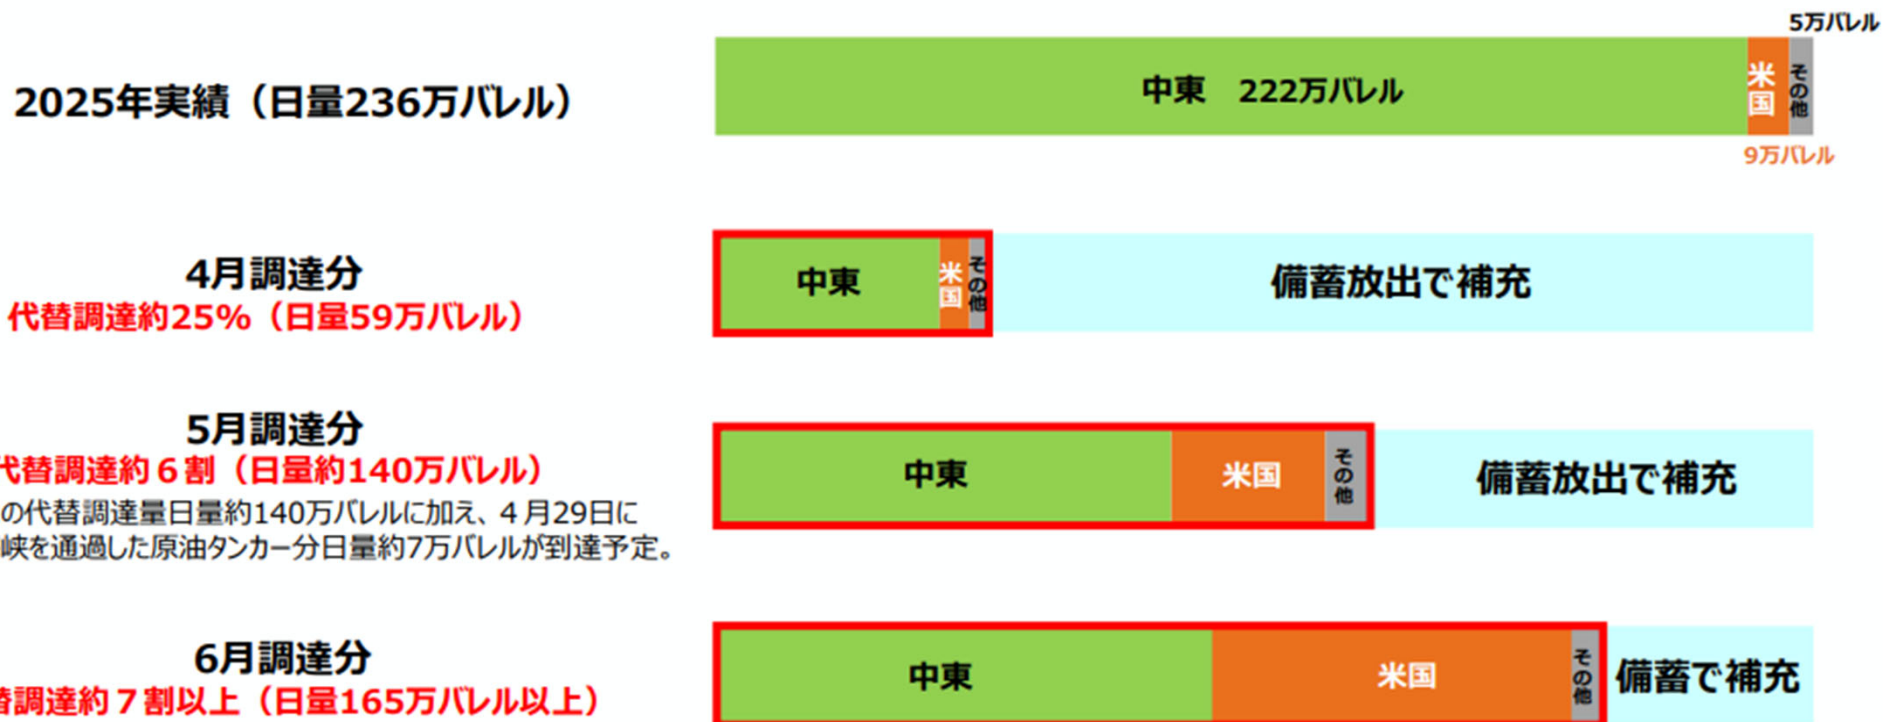 5万バレル
2025年実績（日量236万バレル）
中東　222万バレル
米国
その他
9万バレル
4月調達分
代替調達約25%（日量59万バレル）
中東
米国
その他
備蓄放出で補充
5月調達分
代替調達約６割（日量約140万バレル）
の代替調達量日量約140万バレルに加え、４月29日に
峡を通過した原油タンカー分日量約7万バレルが到達予定。
中東
米国
その他
備蓄放出で補充
6月調達分
替調達約７割以上（日量165万バレル以上）
中東
米国
その他
備蓄で補充